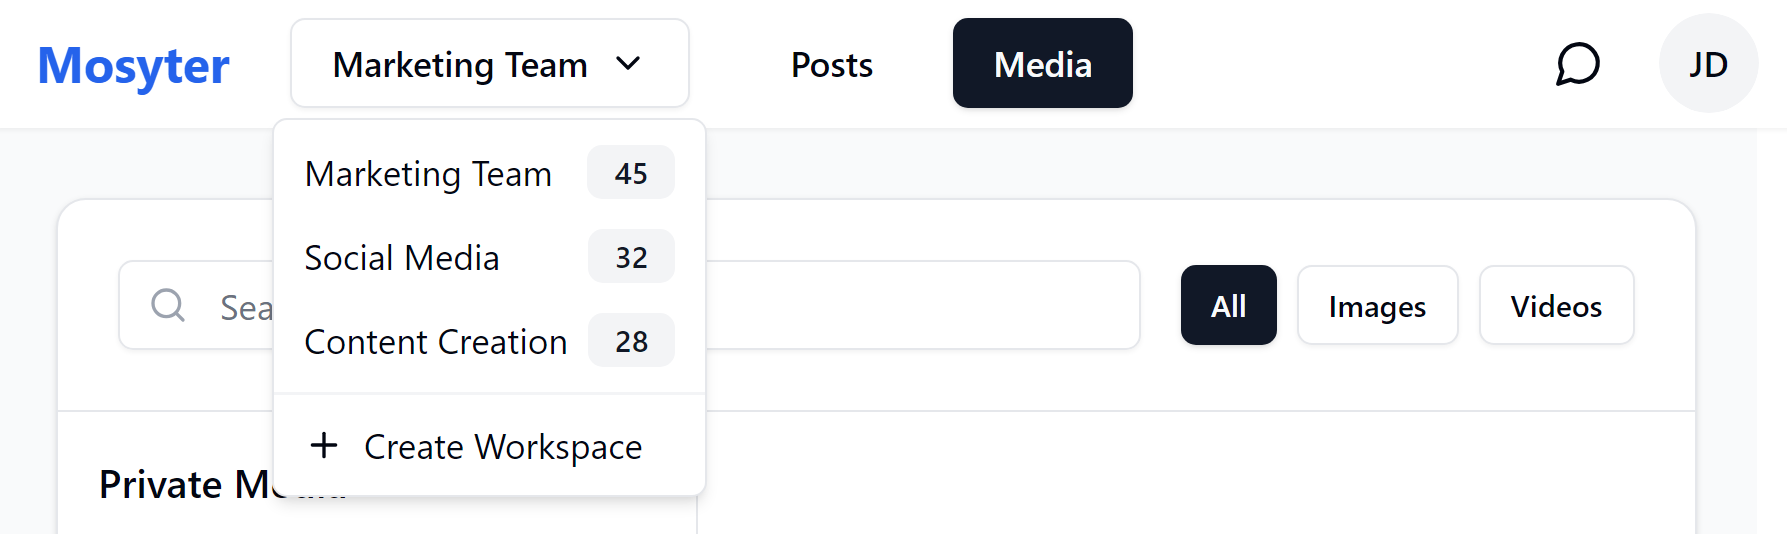 Mosyter
Marketing Team
Posts
Media
JD
Marketing Team 45
Social Media 32
Content Creation 28
Create Workspace
All
Images
Videos
Private